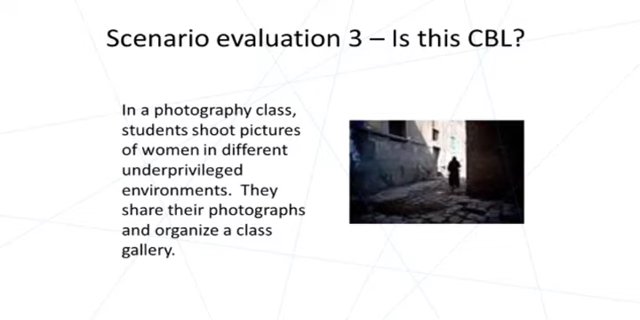 Scenario evaluation 3 – Is this CBL?
In a photography class,
students shoot pictures
of women in different
underprivileged
environments.  They
share their photographs
and organize a class
gallery.